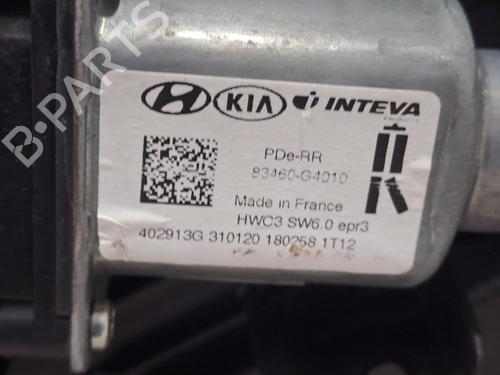 B-PARTS
HYUNDAI KIA INTEVA
PRODUCTS
PDe-RR
83460-G4010
Made in France
HWC3 SW6.0 epr3
402913G 310120 180258 1T12
R